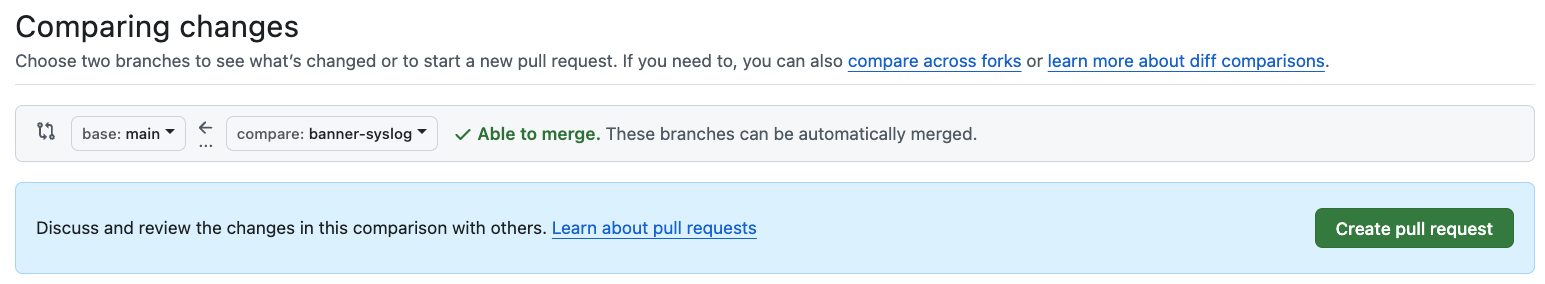 Comparing changes
Choose two branches to see what’s changed or to start a new pull request. If you need to, you can also compare across forks or learn more about diff comparisons.
base: main ... compare: banner-syslog Able to merge. These branches can be automatically merged.
Discuss and review the changes in this comparison with others. Learn about pull requests Create pull request